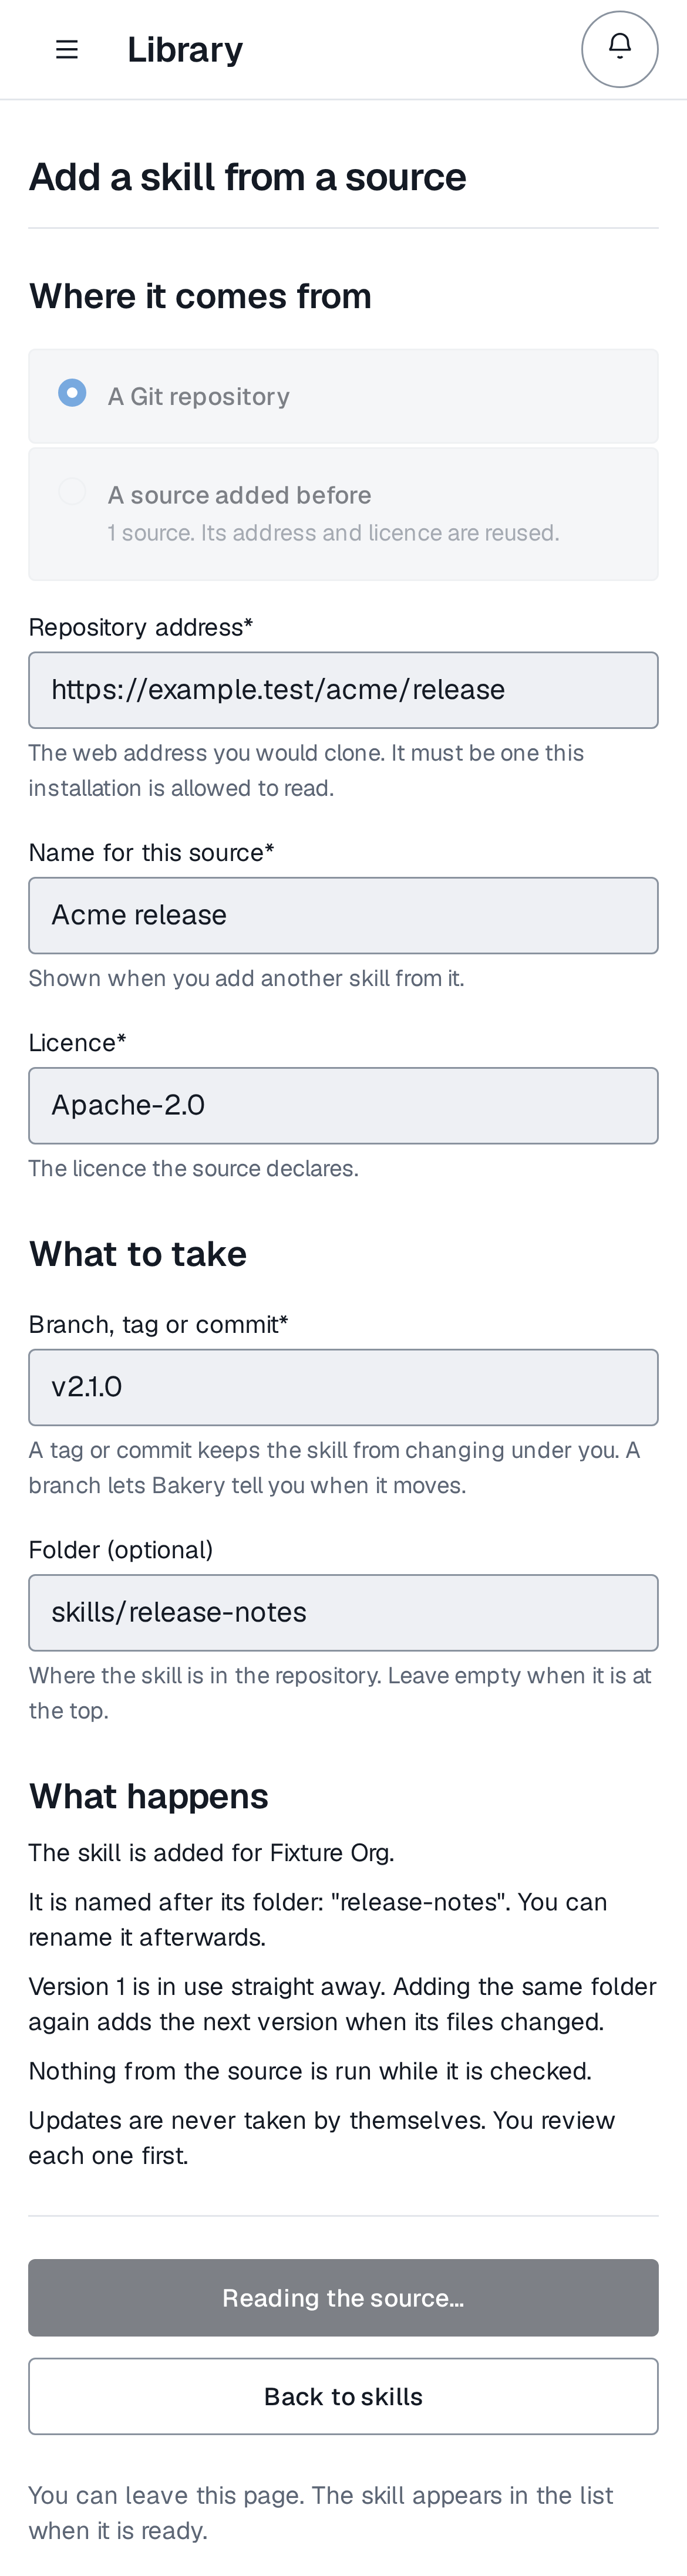 Library
Add a skill from a source
Where it comes from
A Git repository
A source added before
1 source. Its address and licence are reused.
Repository address*
https://example.test/acme/release
The web address you would clone. It must be one this
installation is allowed to read.
Name for this source*
Acme release
Shown when you add another skill from it.
Licence*
Apache-2.0
The licence the source declares.
What to take
Branch, tag or commit*
v2.1.0
A tag or commit keeps the skill from changing under you. A
branch lets Bakery tell you when it moves.
Folder (optional)
skills/release-notes
Where the skill is in the repository. Leave empty when it is at
the top.
What happens
The skill is added for Fixture Org.
It is named after its folder: "release-notes". You can
rename it afterwards.
Version 1 is in use straight away. Adding the same folder
again adds the next version when its files changed.
Nothing from the source is run while it is checked.
Updates are never taken by themselves. You review
each one first.
Reading the source…
Back to skills
You can leave this page. The skill appears in the list
when it is ready.